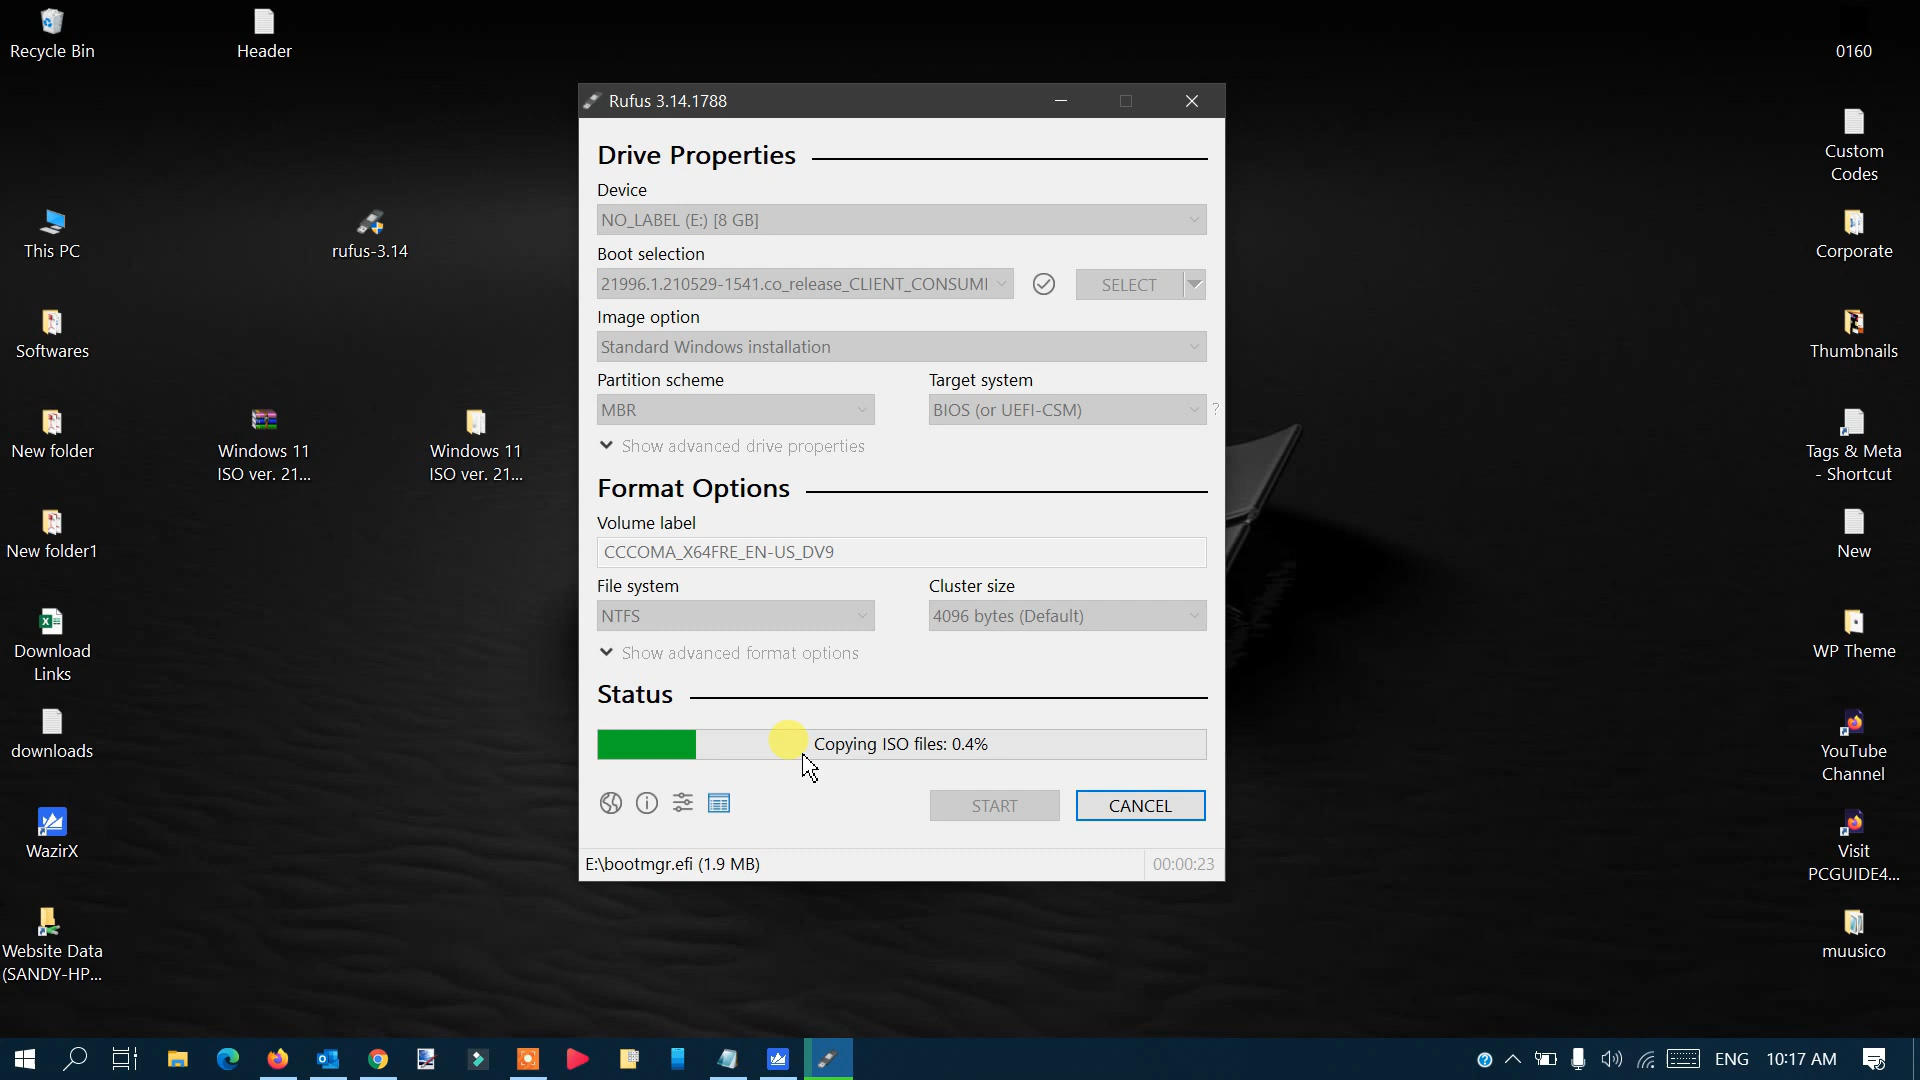 Recycle Bin
Header
0160
This PC
rufus-3.14
Softwares
New folder
Windows 11
ISO ver. 21...
Windows 11
ISO ver. 21...
New folder1
Download
Links
downloads
WazirX
Website Data
(SANDY-HP...
Rufus 3.14.1788
Drive Properties
Device
NO_LABEL (E:) [8 GB]
Boot selection
21996.1.210529-1541.co_release_CLIENT_CONSUMI
SELECT
Image option
Standard Windows installation
Partition scheme
Target system
MBR
BIOS (or UEFI-CSM)
?
Show advanced drive properties
Format Options
Volume label
CCCOMA_X64FRE_EN-US_DV9
File system
Cluster size
NTFS
4096 bytes (Default)
Show advanced format options
Status
Copying ISO files: 0.4%
START
CANCEL
E:\bootmgr.efi (1.9 MB)
00:00:23
Custom
Codes
Corporate
Thumbnails
Tags & Meta
- Shortcut
New
WP Theme
YouTube
Channel
Visit
PCGUIDE4...
muusico
ENG
10:17 AM